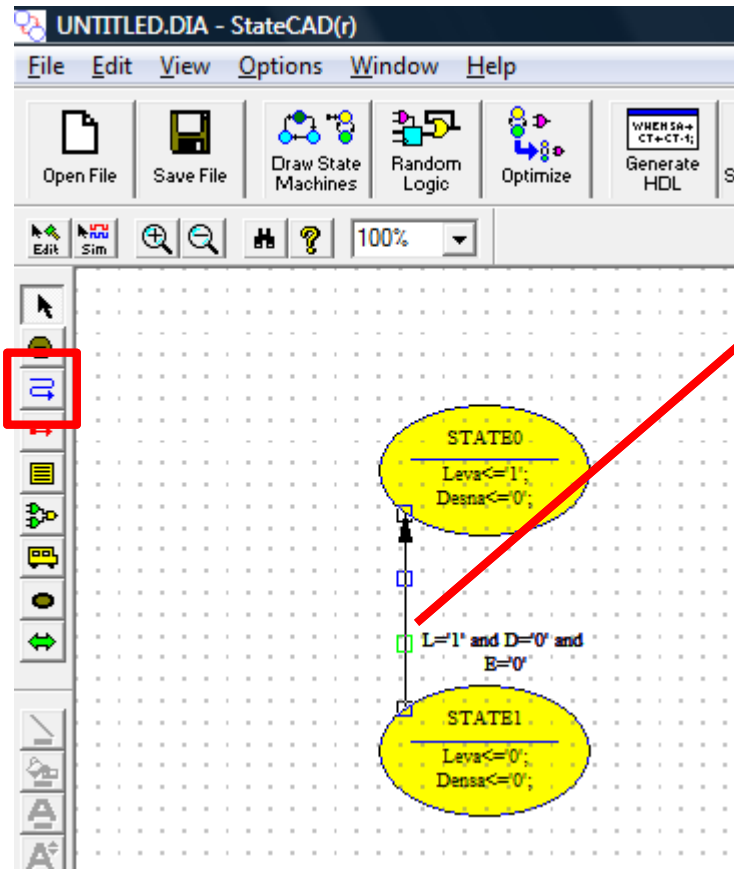 UNTITLED.DIA - StateCAD(r)
File Edit View Options Window Help
Open File
Save File
Draw State
Machines
Random
Logic
Optimize
WHEN SA+
CT+CT-1;
Generate
HDL
S
Edit
Sim
100%
STATE0
Leva<='1';
Desna<='0';
L='1' and D='0' and
E='0'
STATE1
Leva<='0';
Densa<='0';